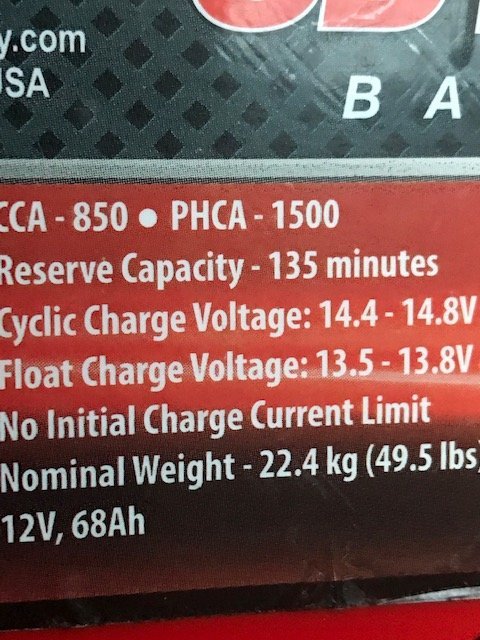 y.com
USA
B A
CCA - 850 • PHCA - 1500
Reserve Capacity - 135 minutes
Cyclic Charge Voltage: 14.4 - 14.8V
Float Charge Voltage: 13.5 - 13.8V
No Initial Charge Current Limit
Nominal Weight - 22.4 kg (49.5 lbs)
12V, 68Ah